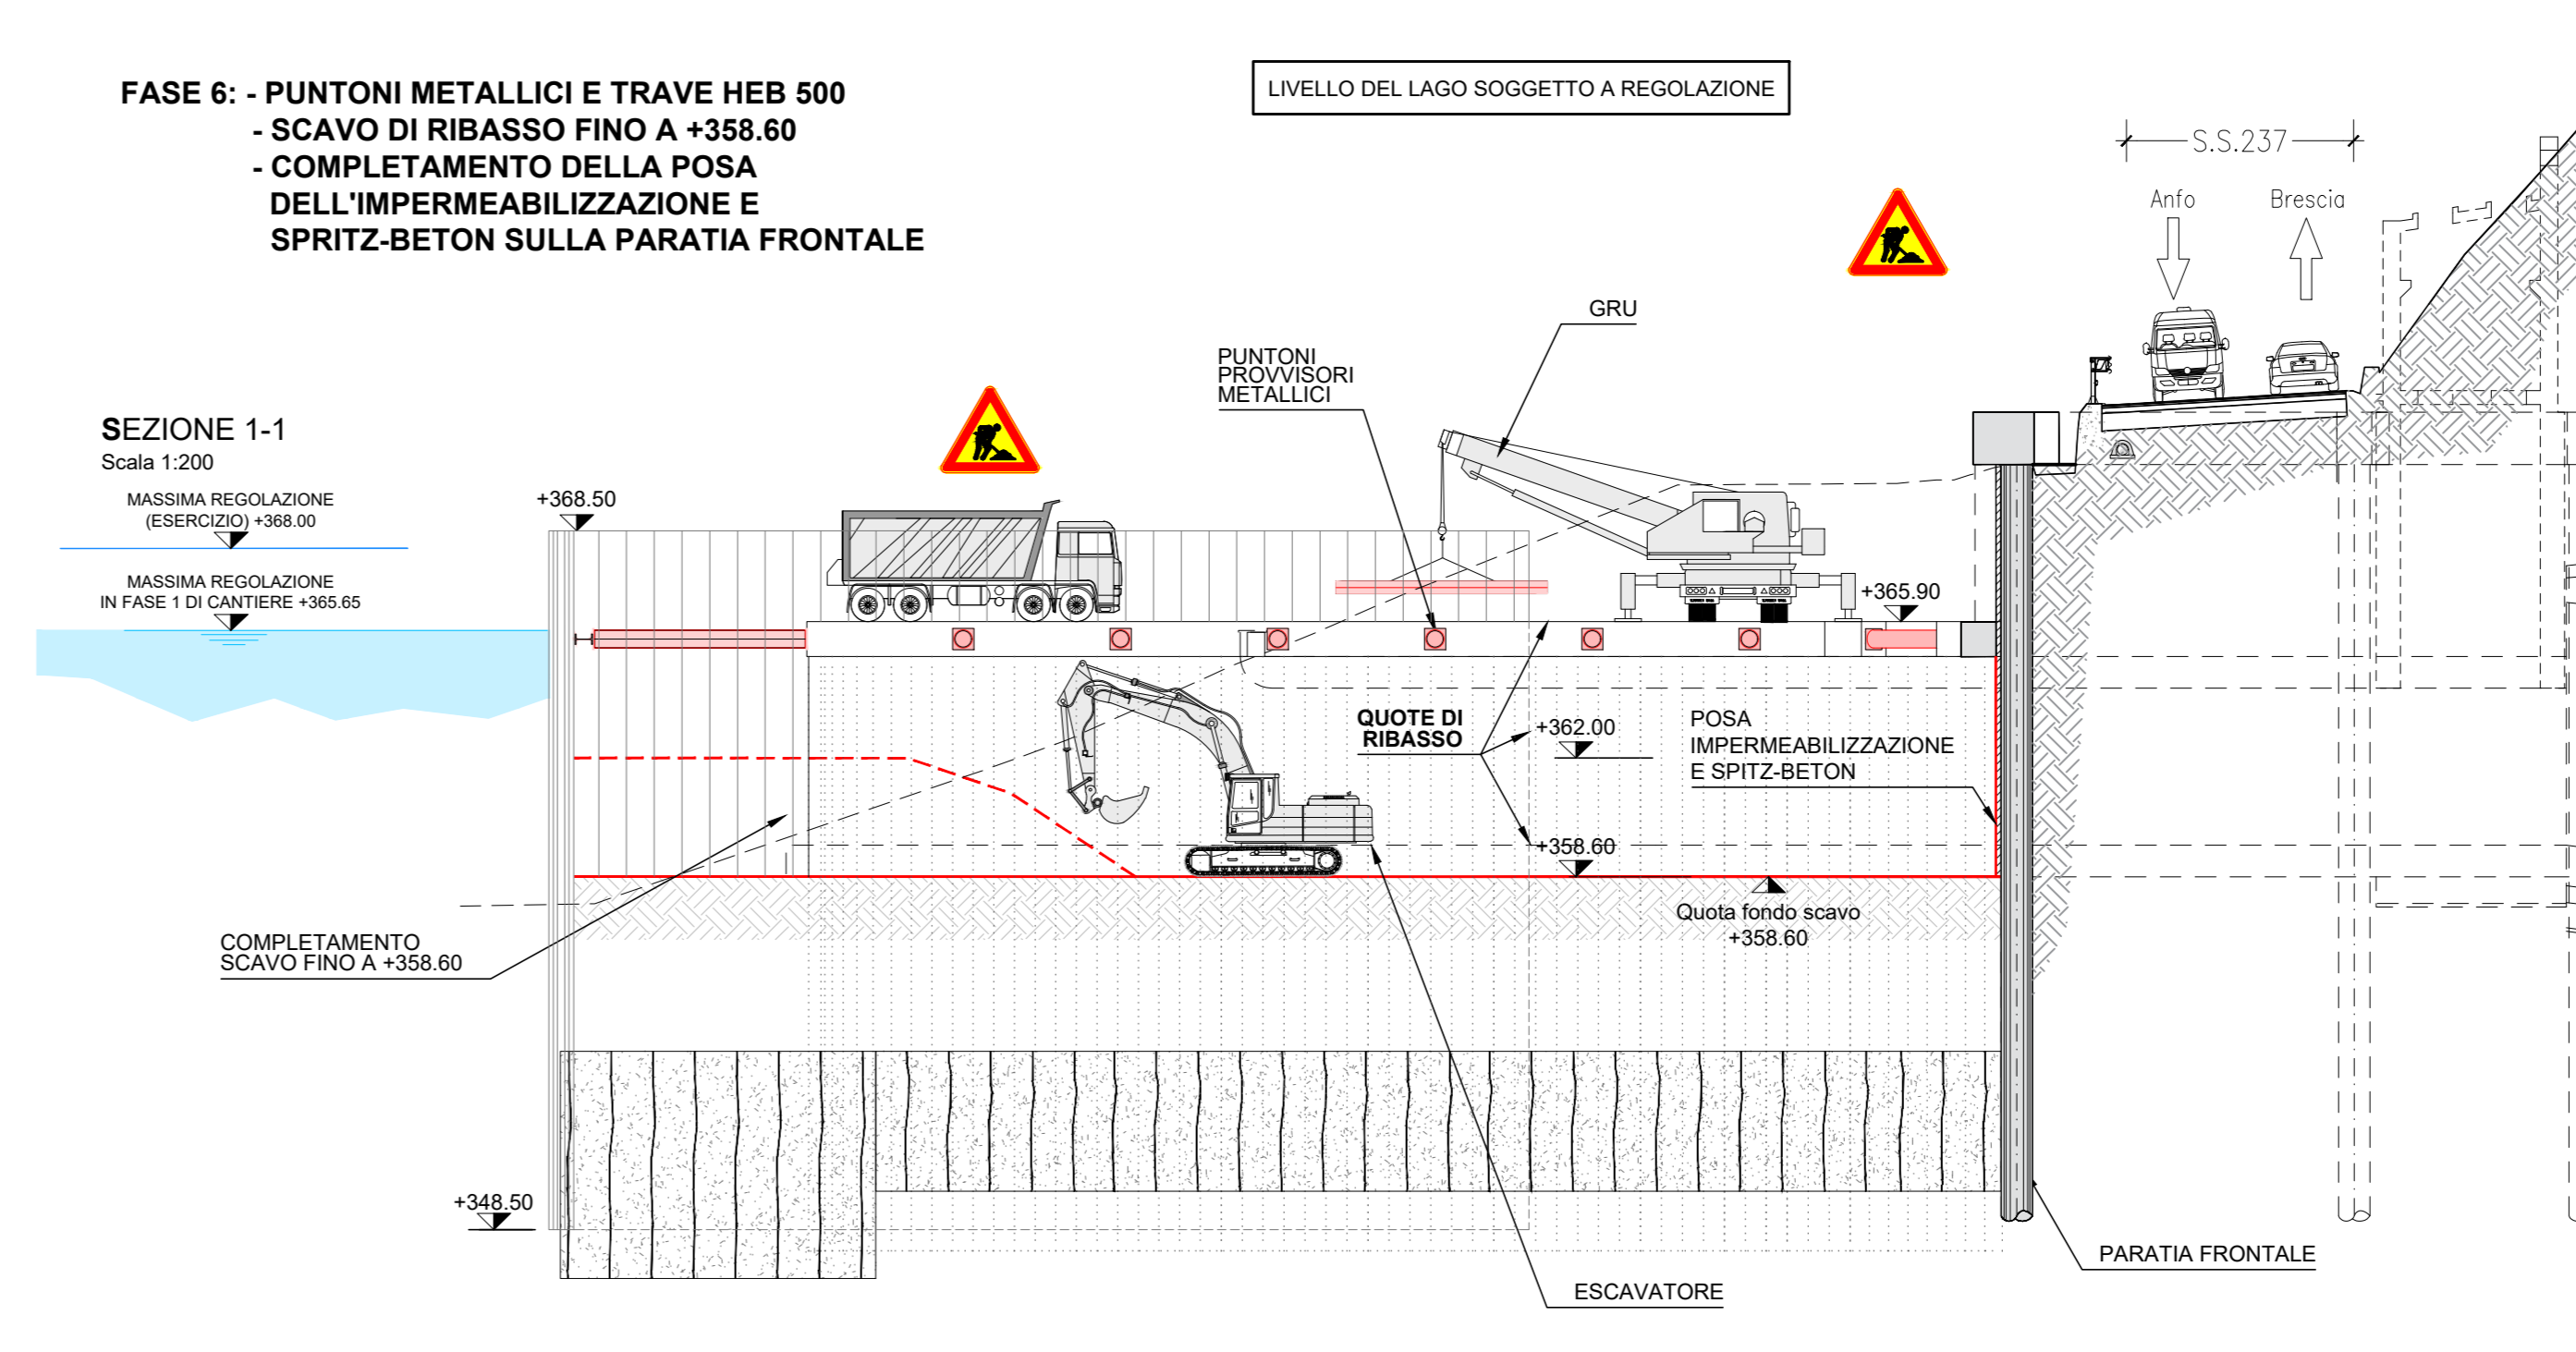 FASE 6: - PUNTONI METALLICI E TRAVE HEB 500
- SCAVO DI RIBASSO FINO A +358.60
- COMPLETAMENTO DELLA POSA
DELL'IMPERMEABILIZZAZIONE E
SPRITZ-BETON SULLA PARATIA FRONTALE
LIVELLO DEL LAGO SOGGETTO A REGOLAZIONE
S.S.237
Anfo
Brescia
GRU
PUNTONI
PROVVISORI
METALLICI
SEZIONE 1-1
Scala 1:200
MASSIMA REGOLAZIONE
(ESERCIZIO) +368.00
+368.50
MASSIMA REGOLAZIONE
IN FASE 1 DI CANTIERE +365.65
+365.90
QUOTE DI
RIBASSO
+362.00
POSA
IMPERMEABILIZZAZIONE
E SPITZ-BETON
+358.60
Quota fondo scavo
+358.60
COMPLETAMENTO
SCAVO FINO A +358.60
+348.50
PARATIA FRONTALE
ESCAVATORE